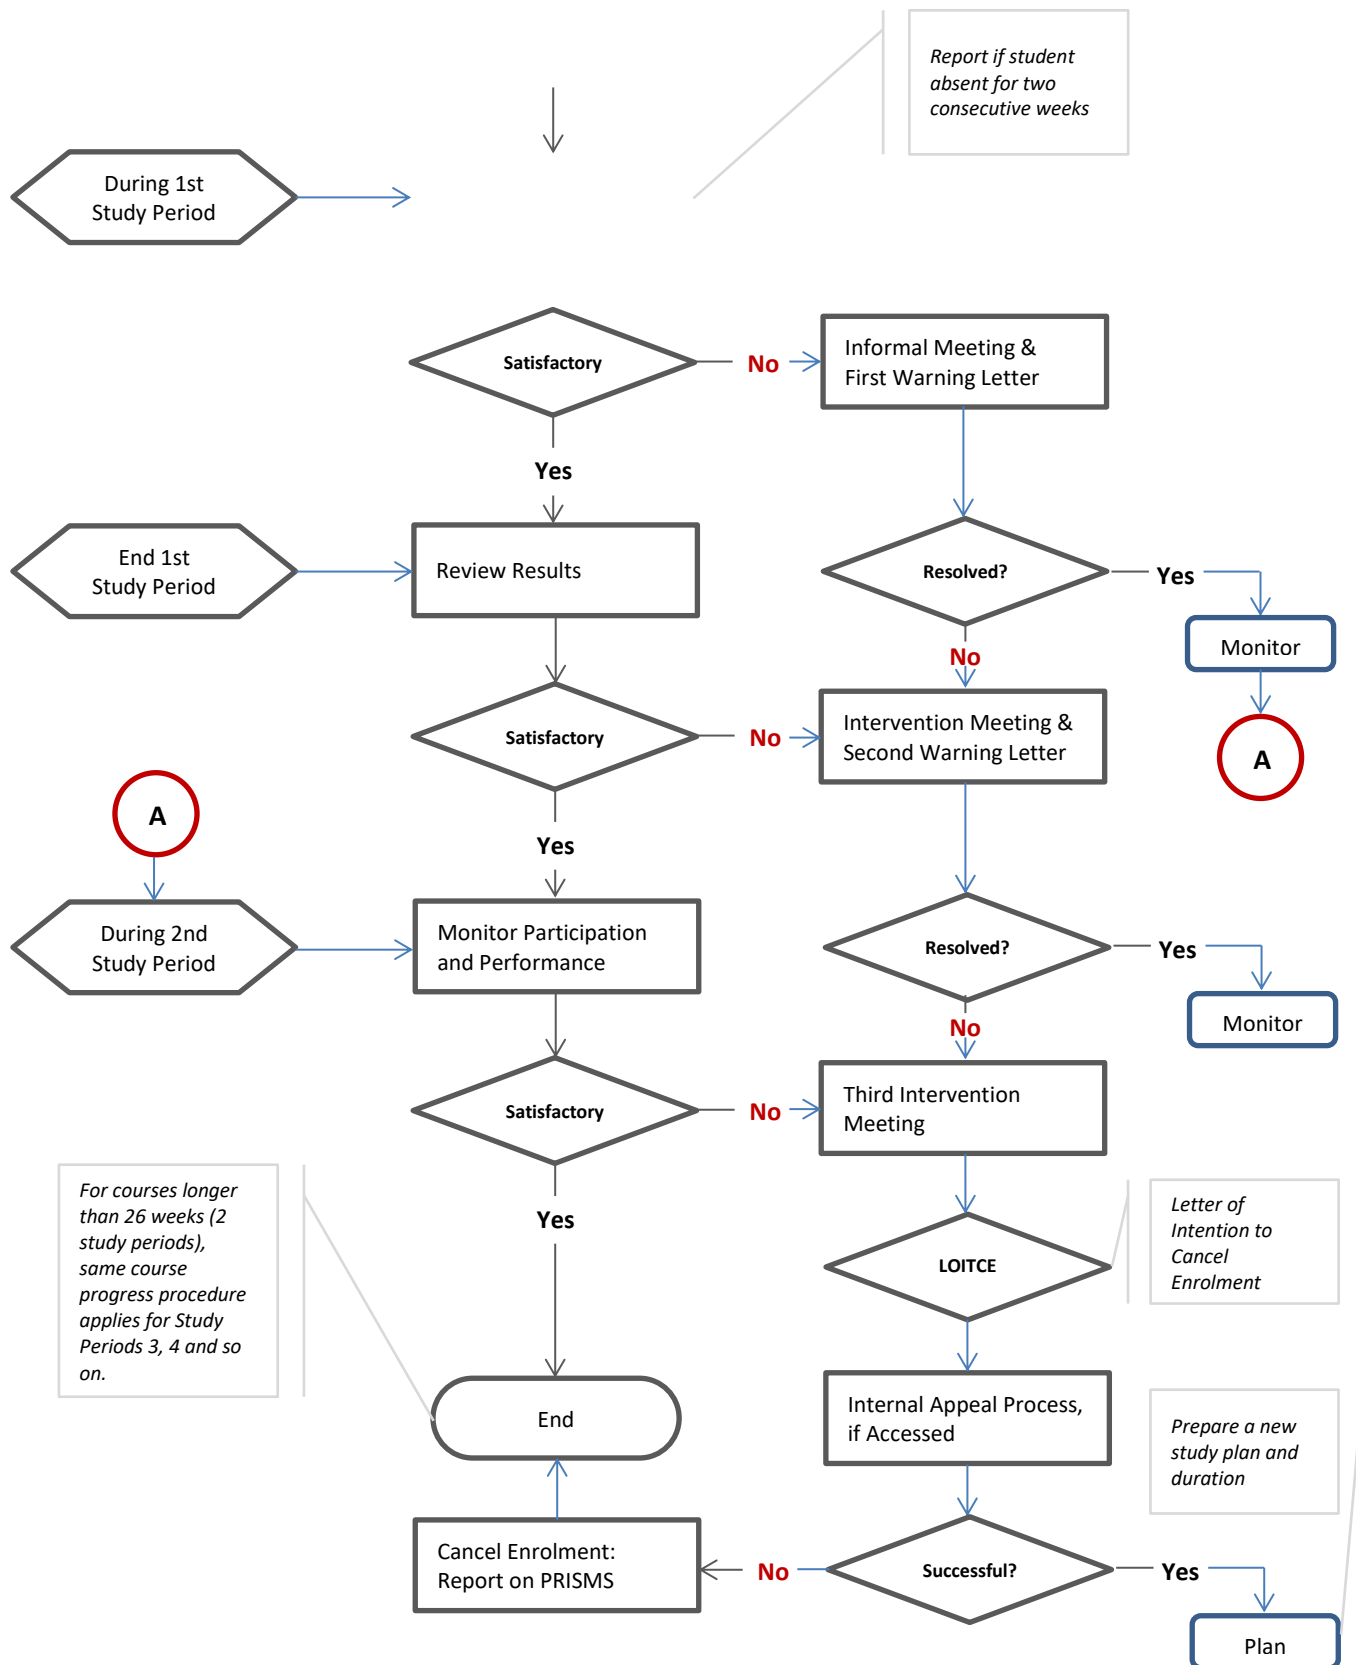 Report if student
absent for two
consecutive weeks
During 1st
Study Period
Satisfactory
No
Informal Meeting &
First Warning Letter
Yes
End 1st
Study Period
Review Results
Resolved?
Yes
Monitor
No
A
Satisfactory
No
Intervention Meeting &
Second Warning Letter
A
Yes
During 2nd
Study Period
Monitor Participation
and Performance
Resolved?
Yes
Monitor
No
Satisfactory
No
Third Intervention
Meeting
For courses longer
than 26 weeks (2
study periods),
same course
progress procedure
applies for Study
Periods 3, 4 and so
on.
Yes
LOITCE
Letter of
Intention to
Cancel
Enrolment
End
Internal Appeal Process,
if Accessed
Prepare a new
study plan and
duration
Cancel Enrolment:
Report on PRISMS
No
Successful?
Yes
Plan